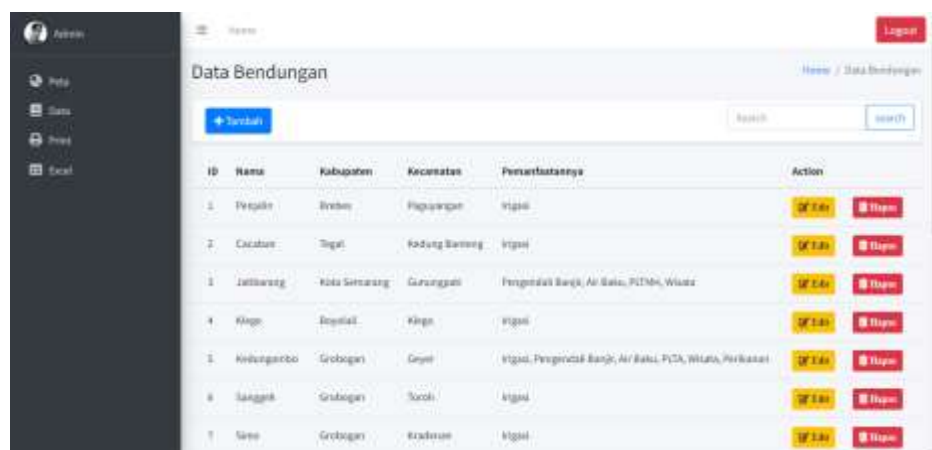 Admin
Home
Logout
Peta
Data
Print
Excel
Data Bendungan
Home / Data Bendungan
+ Tambah
Search
search
ID Nama Kabupaten Kecamatan Pemanfaatannya Action
1 Penjalin Brebes Paguyangan Irigasi Edit Hapus
2 Cacaban Tegal Kedung Banteng Irigasi Edit Hapus
3 Jatibarang Kota Semarang Gunungpati Pengendali Banjir, Air Baku, PLTMH, Wisata Edit Hapus
4 Klego Boyolali Klego Irigasi Edit Hapus
5 Kedungombo Grobogan Geyer Irigasi, Pengendali Banjir, Air Baku, PLTA, Wisata, Perikanan Edit Hapus
6 Sanggeh Grobogan Toroh Irigasi Edit Hapus
7 Simo Grobogan Kradenan Irigasi Edit Hapus